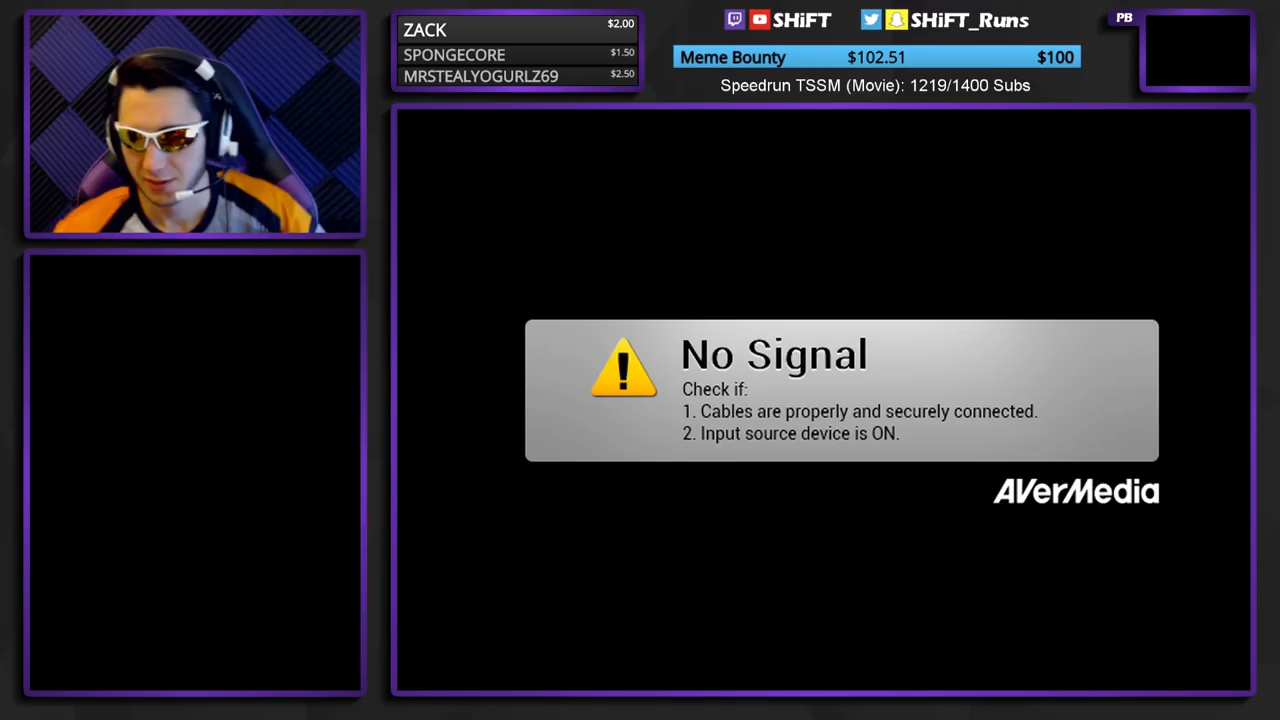 ZACK $2.00
SPONGECORE $1.50
MRSTEALYOGURLZ69 $2.50
SHiFT SHiFT_Runs
Meme Bounty $102.51 $100
Speedrun TSSM (Movie): 1219/1400 Subs
PB
No Signal
Check if:
1. Cables are properly and securely connected.
2. Input source device is ON.
AVerMedia